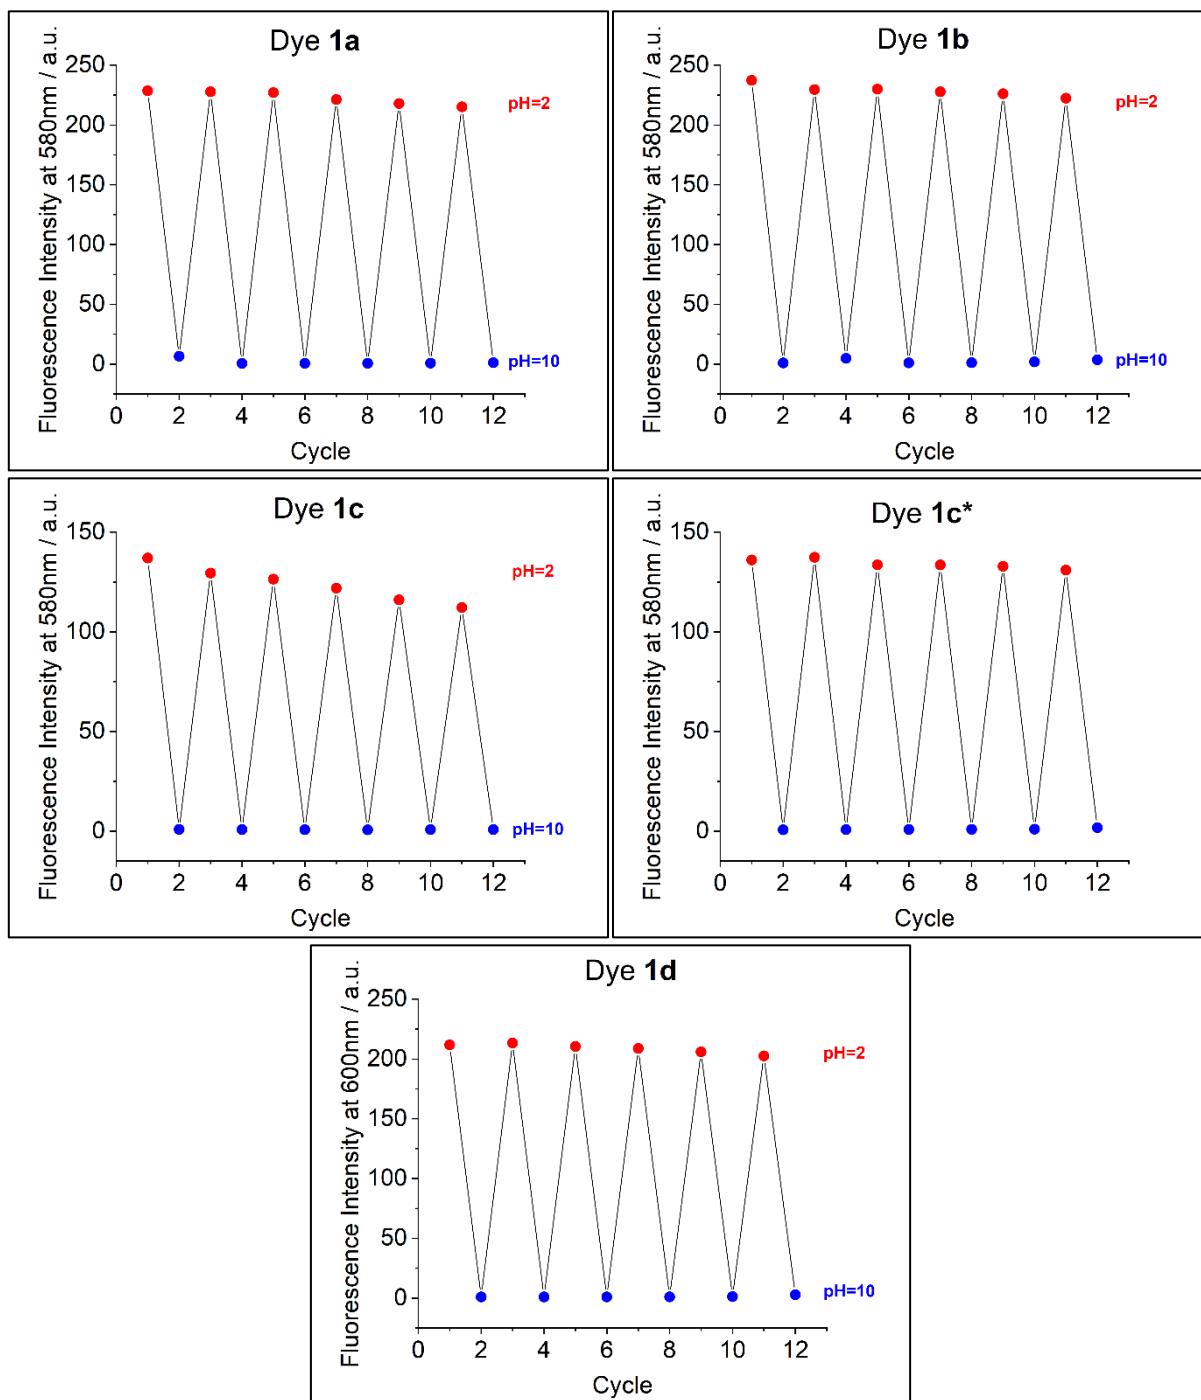 Dye 1a
Fluorescence Intensity at 580nm / a.u.
250
200
150
100
50
0
pH=2
pH=10
0 2 4 6 8 10 12
Cycle
Dye 1b
Fluorescence Intensity at 580nm / a.u.
250
200
150
100
50
0
pH=2
pH=10
0 2 4 6 8 10 12
Cycle
Dye 1c
Fluorescence Intensity at 580nm / a.u.
150
100
50
0
pH=2
pH=10
0 2 4 6 8 10 12
Cycle
Dye 1c*
Fluorescence Intensity at 580nm / a.u.
150
100
50
0
0 2 4 6 8 10 12
Cycle
Dye 1d
Fluorescence Intensity at 600nm / a.u.
250
200
150
100
50
0
pH=2
pH=10
0 2 4 6 8 10 12
Cycle